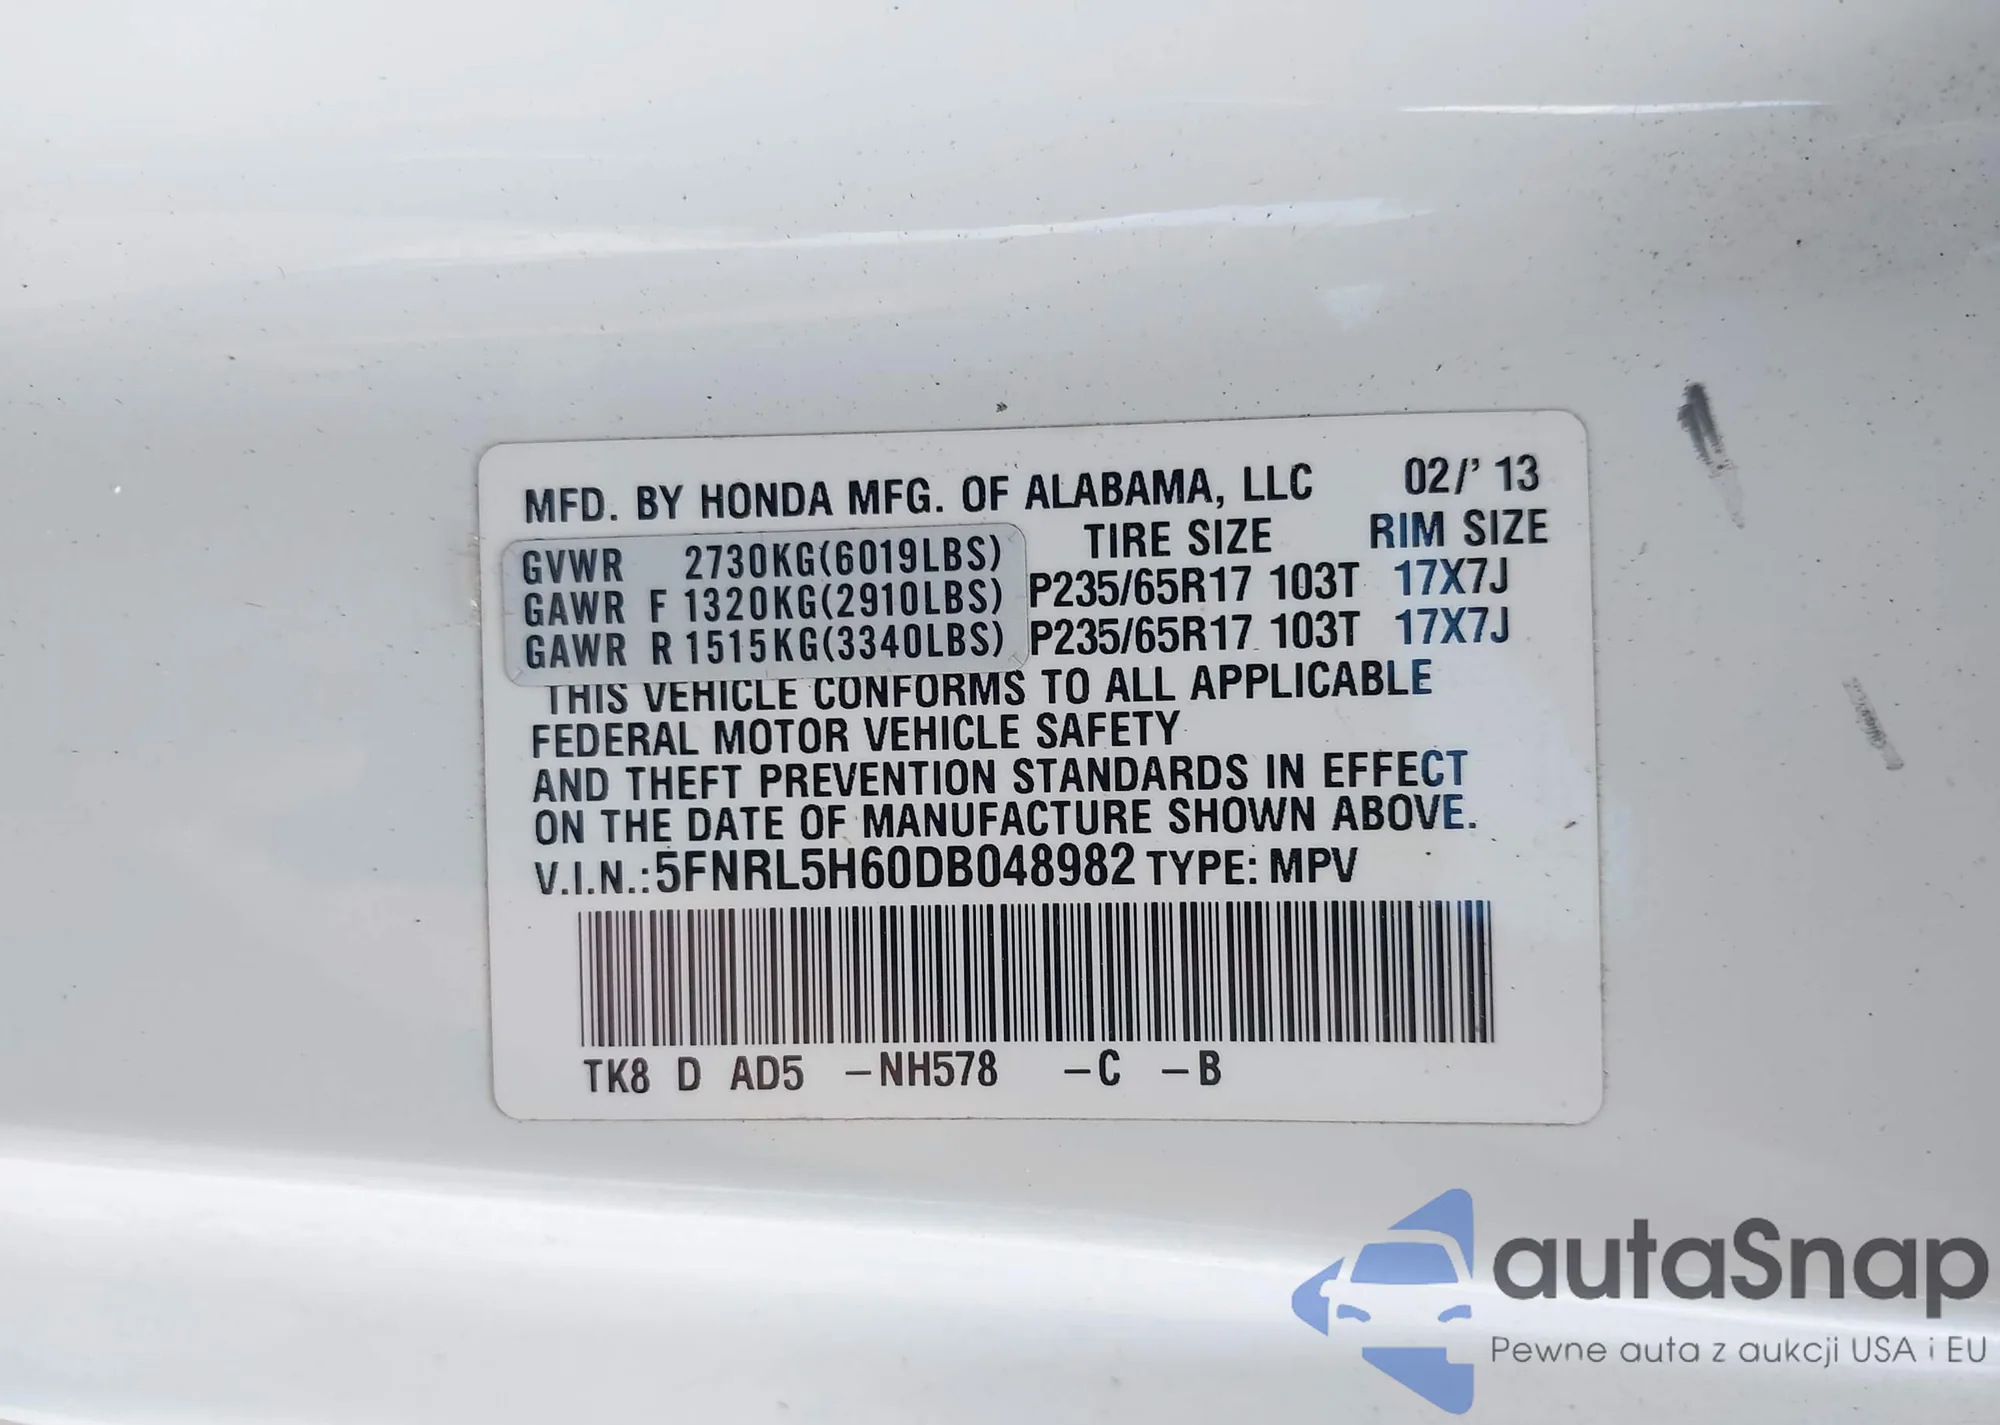 MFD. BY HONDA MFG. OF ALABAMA, LLC 02/' 13
TIRE SIZE RIM SIZE
GVWR 2730KG(6019LBS)
GAWR F 1320KG(2910LBS) P235/65R17 103T 17X7J
GAWR R 1515KG(3340LBS) P235/65R17 103T 17X7J
THIS VEHICLE CONFORMS TO ALL APPLICABLE
FEDERAL MOTOR VEHICLE SAFETY
AND THEFT PREVENTION STANDARDS IN EFFECT
ON THE DATE OF MANUFACTURE SHOWN ABOVE.
V.I.N.:5FNRL5H60DB048982 TYPE: MPV
TK8 D AD5 -NH578 -C -B
autaSnap
Pewne auta z aukcji USA i EU